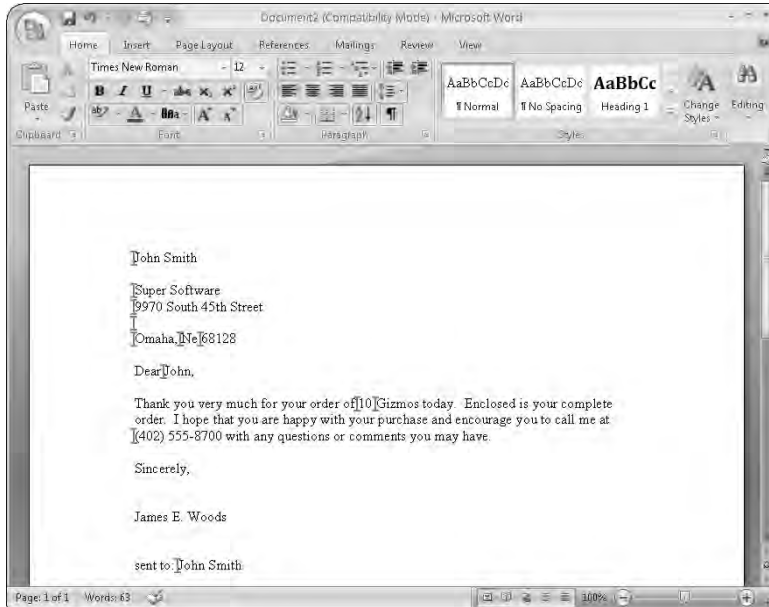 Document2 (Compatibility Mode) - Microsoft Word
Home Insert Page Layout References Mailings Review View
Times New Roman 12
AaBbCcDc AaBbCcDc AaBbCc
Paste B I U abe X₂ X² Aa
¶ Normal ¶ No Spacing Heading 1 Change Styles Editing
Clipboard Font Paragraph Styles
John Smith
Super Software
9970 South 45th Street
Omaha, Ne 68128
Dear John,
Thank you very much for your order of 10 Gizmos today. Enclosed is your complete
order. I hope that you are happy with your purchase and encourage you to call me at
(402) 555-8700 with any questions or comments you may have.
Sincerely,
James E. Woods
sent to: John Smith
Page: 1 of 1 Words: 63 100%